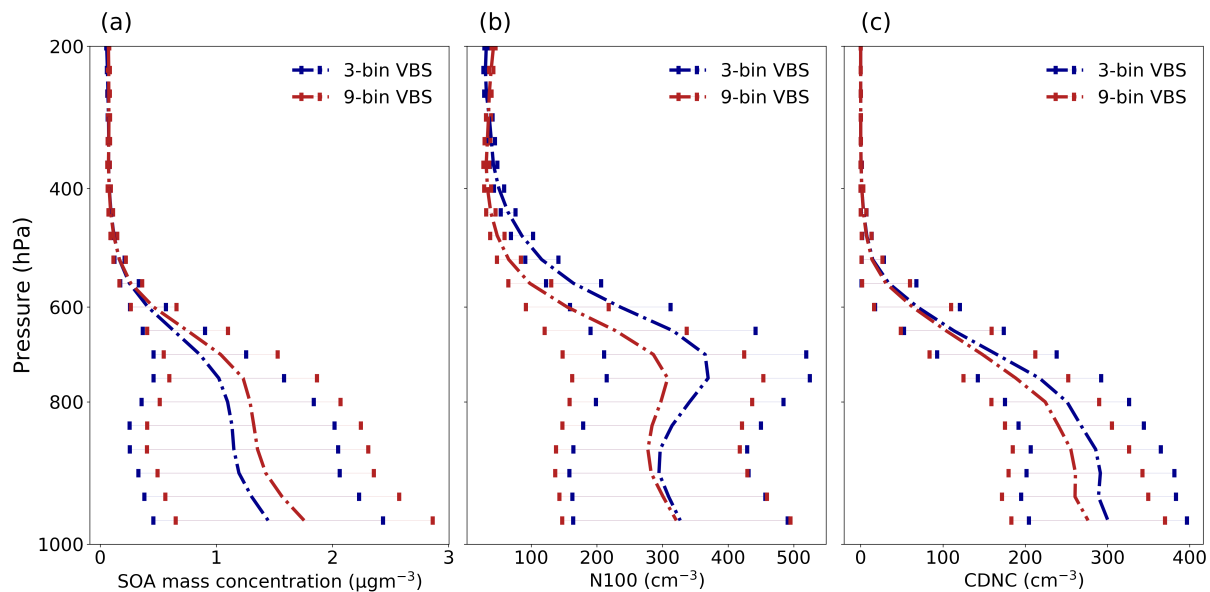 (a) (b) (c)
Pressure (hPa)
200
400
600
800
1000
3-bin VBS
9-bin VBS
0 1 2 3
SOA mass concentration (μgm⁻³)
3-bin VBS
9-bin VBS
100 200 300 400 500
N100 (cm⁻³)
3-bin VBS
9-bin VBS
0 100 200 300 400
CDNC (cm⁻³)